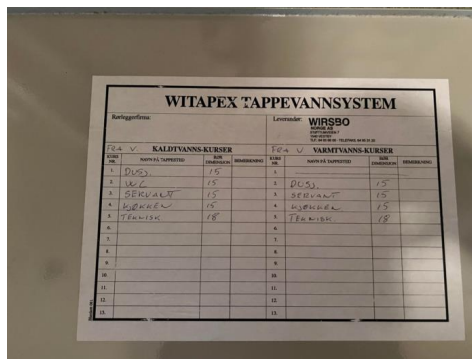 WITAPEX TAPPEVANNSYSTEM
Rørleggerfirma:
Leverandør: WIRSBO
NORGE AS
FRA V. KALDTVANNS-KURSER
KURS NR. NAVN PÅ TAPPESTED RØR DIMENSJON BEMERKNING
1. DUSJ. 15
2. WC 15
3. SERVANT 15
4. KJØKKEN 15
5. TEKNISK 18
6.
7.
8.
9.
10.
11.
12.
13.
FRA V. VARMTVANNS-KURSER
KURS NR. NAVN PÅ TAPPESTED RØR DIMENSJON BEMERKNING
1.
2. DUSJ. 15
3. SERVANT 15
4. KJØKKEN 15
5. TEKNISK 18
6.
7.
8.
9.
10.
11.
12.
13.